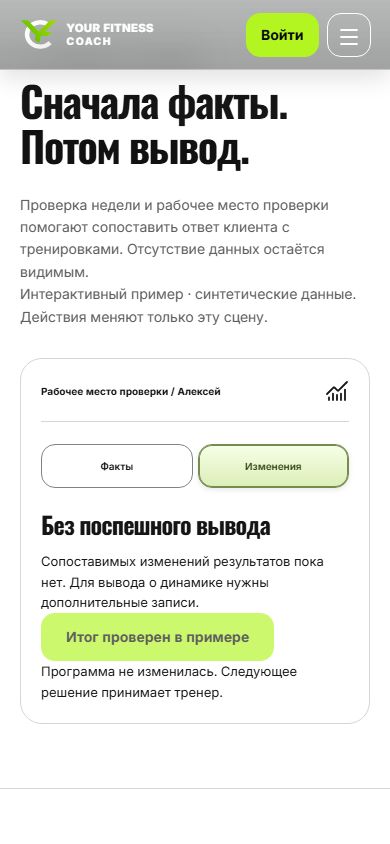 YOUR FITNESS
COACH
Войти
Сначала факты.
Потом вывод.
Проверка недели и рабочее место проверки
помогают сопоставить ответ клиента с
тренировками. Отсутствие данных остаётся
видимым.
Интерактивный пример · синтетические данные.
Действия меняют только эту сцену.
Рабочее место проверки / Алексей
Факты
Изменения
Без поспешного вывода
Сопоставимых изменений результатов пока
нет. Для вывода о динамике нужны
дополнительные записи.
Итог проверен в примере
Программа не изменилась. Следующее
решение принимает тренер.